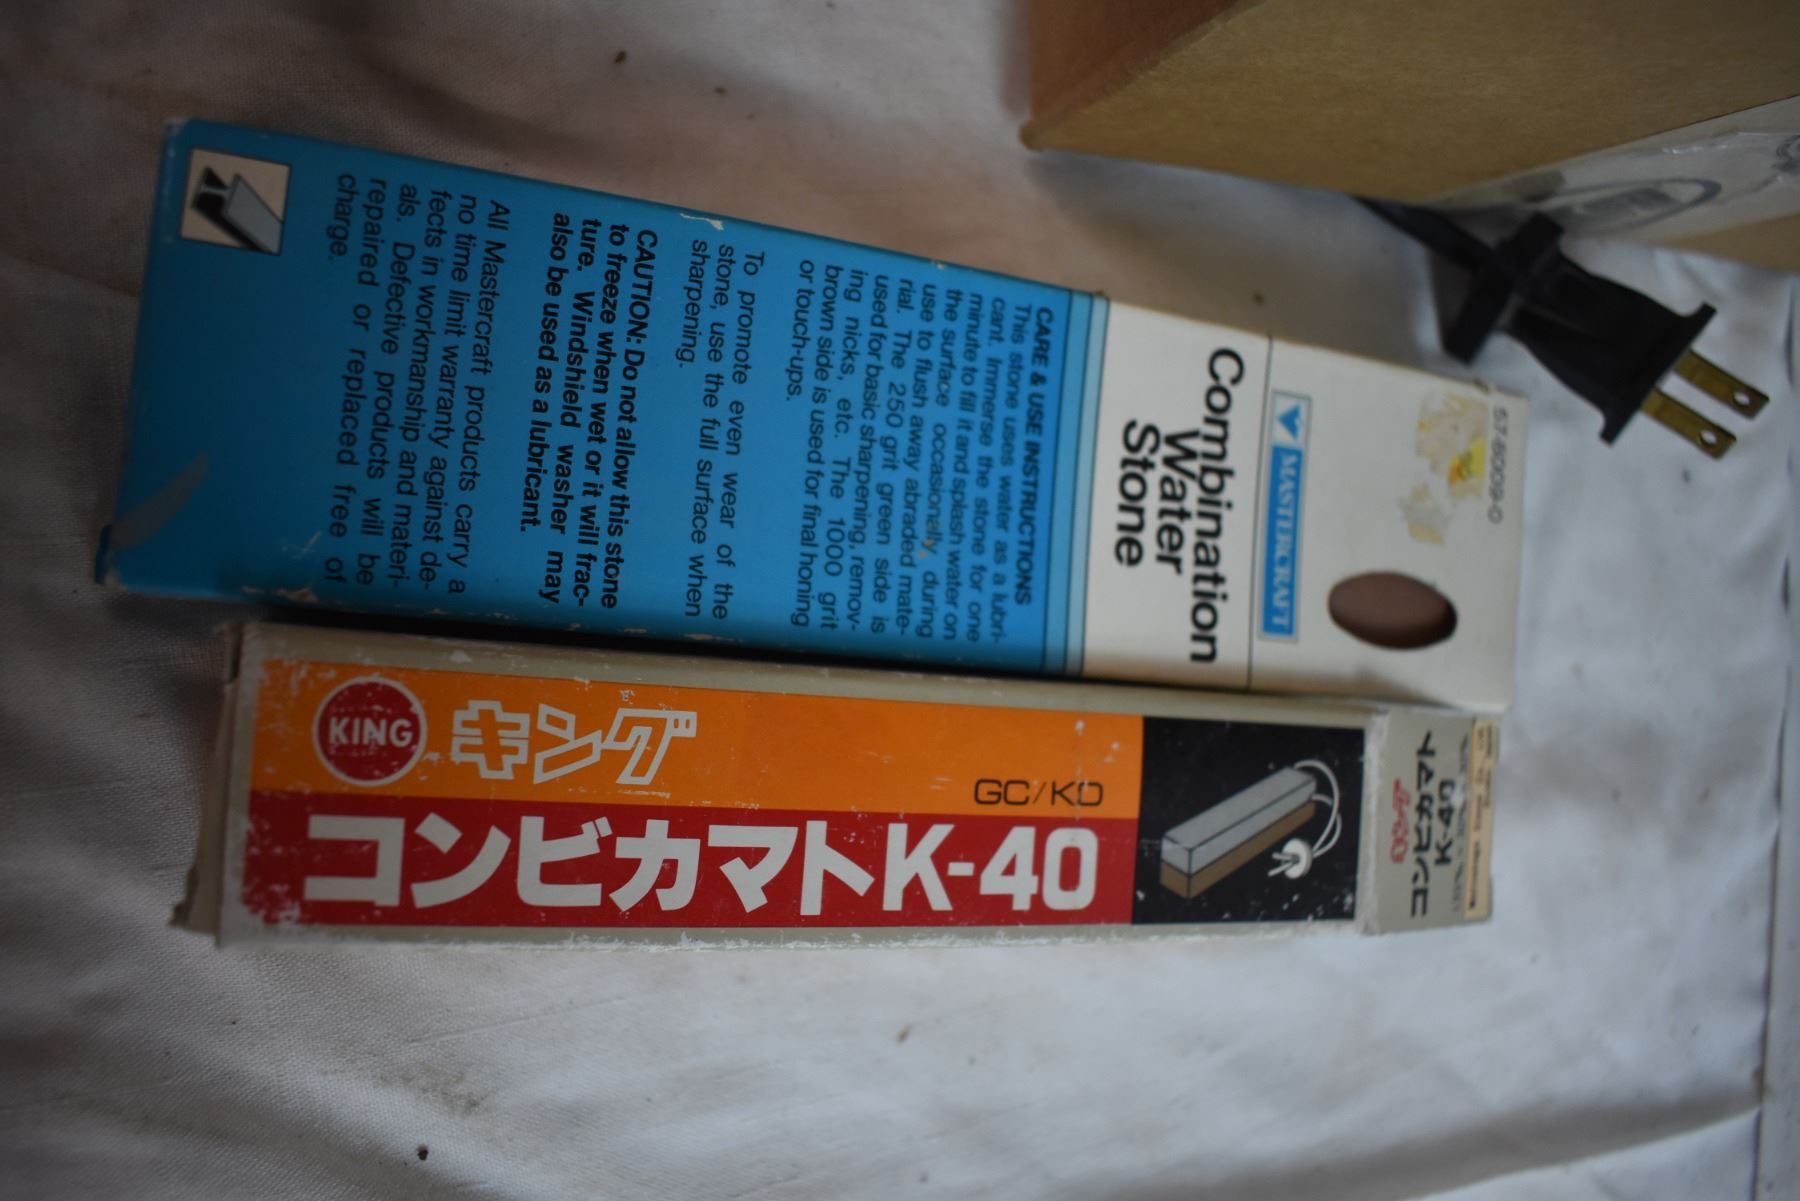 57-8099-0
MASTERCRAFT
Combination
Water
Stone
CARE & USE INSTRUCTIONS
This stone uses water as a lubri-
cant. Immerse the stone for one
minute to fill it and splash water on
the surface occasionally, during
use to flush away abraded mate-
rial. The 250 grit green side is
used for basic sharpening, remov-
ing nicks, etc. The 1000 grit
brown side is used for final honing
or touch-ups.
To promote even wear of the
stone, use the full surface when
sharpening.
CAUTION: Do not allow this stone
to freeze when wet or it will frac-
ture. Windshield washer may
also be used as a lubricant.
All Mastercraft products carry a
no time limit warranty against de-
fects in workmanship and materi-
als. Defective products will be
repaired or replaced free of
charge.
KING キング
GC/KD
コンビカマトK-40
キング
コンビカマト
K-40